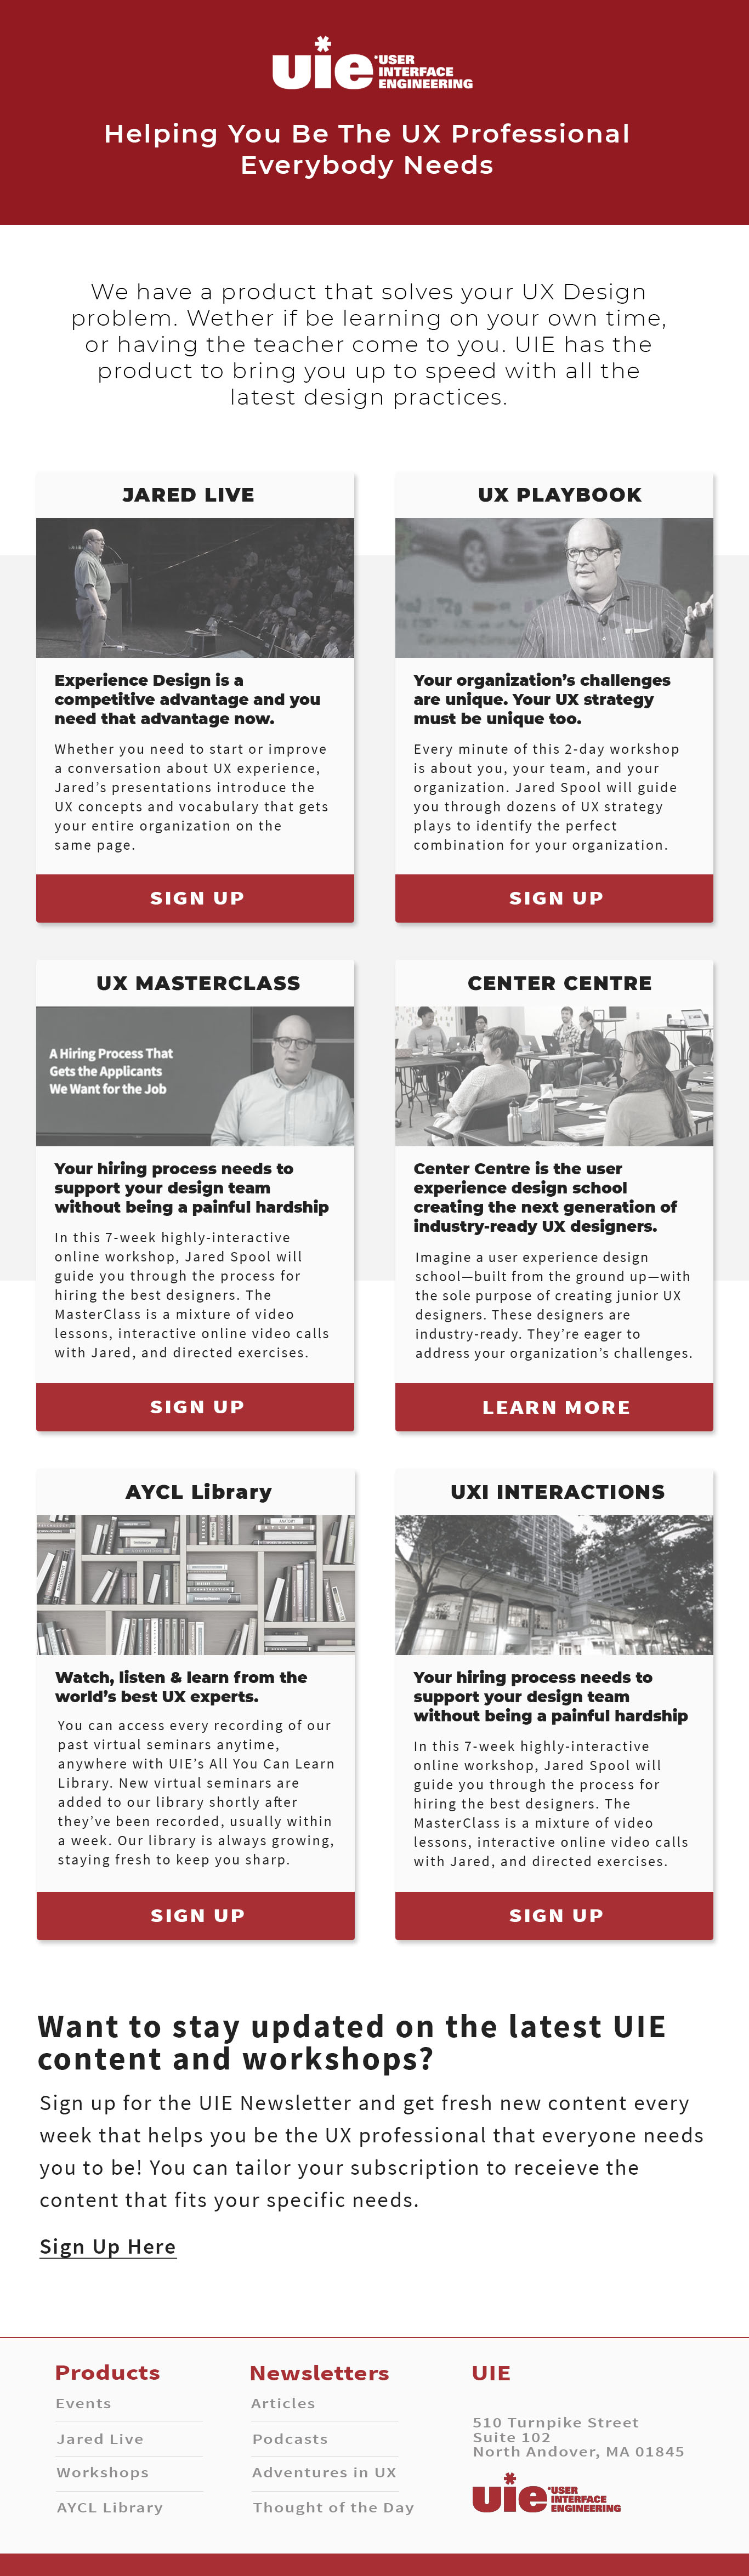 uie *USER
INTERFACE
ENGINEERING
Helping You Be The UX Professional
Everybody Needs
We have a product that solves your UX Design
problem. Wether if be learning on your own time,
or having the teacher come to you. UIE has the
product to bring you up to speed with all the
latest design practices.
JARED LIVE
Experience Design is a
competitive advantage and you
need that advantage now.
Whether you need to start or improve
a conversation about UX experience,
Jared’s presentations introduce the
UX concepts and vocabulary that gets
your entire organization on the
same page.
SIGN UP
UX PLAYBOOK
Your organization’s challenges
are unique. Your UX strategy
must be unique too.
Every minute of this 2-day workshop
is about you, your team, and your
organization. Jared Spool will guide
you through dozens of UX strategy
plays to identify the perfect
combination for your organization.
SIGN UP
UX MASTERCLASS
A Hiring Process That
Gets the Applicants
We Want for the Job
Your hiring process needs to
support your design team
without being a painful hardship
In this 7-week highly-interactive
online workshop, Jared Spool will
guide you through the process for
hiring the best designers. The
MasterClass is a mixture of video
lessons, interactive online video calls
with Jared, and directed exercises.
SIGN UP
CENTER CENTRE
Center Centre is the user
experience design school
creating the next generation of
industry-ready UX designers.
Imagine a user experience design
school—built from the ground up—with
the sole purpose of creating junior UX
designers. These designers are
industry-ready. They’re eager to
address your organization’s challenges.
LEARN MORE
AYCL Library
Watch, listen & learn from the
world’s best UX experts.
You can access every recording of our
past virtual seminars anytime,
anywhere with UIE’s All You Can Learn
Library. New virtual seminars are
added to our library shortly after
they’ve been recorded, usually within
a week. Our library is always growing,
staying fresh to keep you sharp.
SIGN UP
UXI INTERACTIONS
Your hiring process needs to
support your design team
without being a painful hardship
In this 7-week highly-interactive
online workshop, Jared Spool will
guide you through the process for
hiring the best designers. The
MasterClass is a mixture of video
lessons, interactive online video calls
with Jared, and directed exercises.
SIGN UP
Want to stay updated on the latest UIE
content and workshops?
Sign up for the UIE Newsletter and get fresh new content every
week that helps you be the UX professional that everyone needs
you to be! You can tailor your subscription to receieve the
content that fits your specific needs.
Sign Up Here
Products
Events
Jared Live
Workshops
AYCL Library
Newsletters
Articles
Podcasts
Adventures in UX
Thought of the Day
UIE
510 Turnpike Street
Suite 102
North Andover, MA 01845
uie *USER
INTERFACE
ENGINEERING